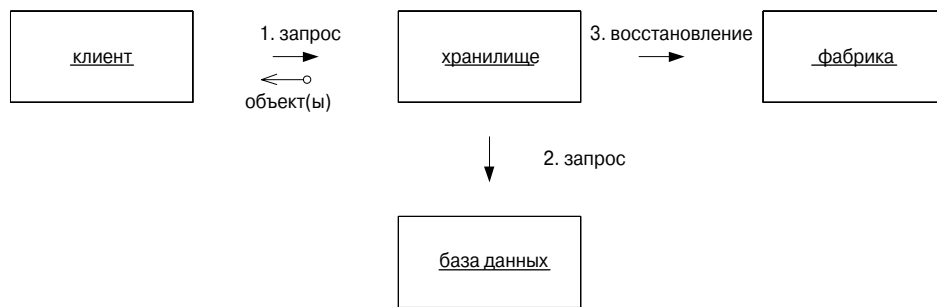 1. запрос
3. восстановление
клиент
хранилище
фабрика
объект(ы)
2. запрос
база данных